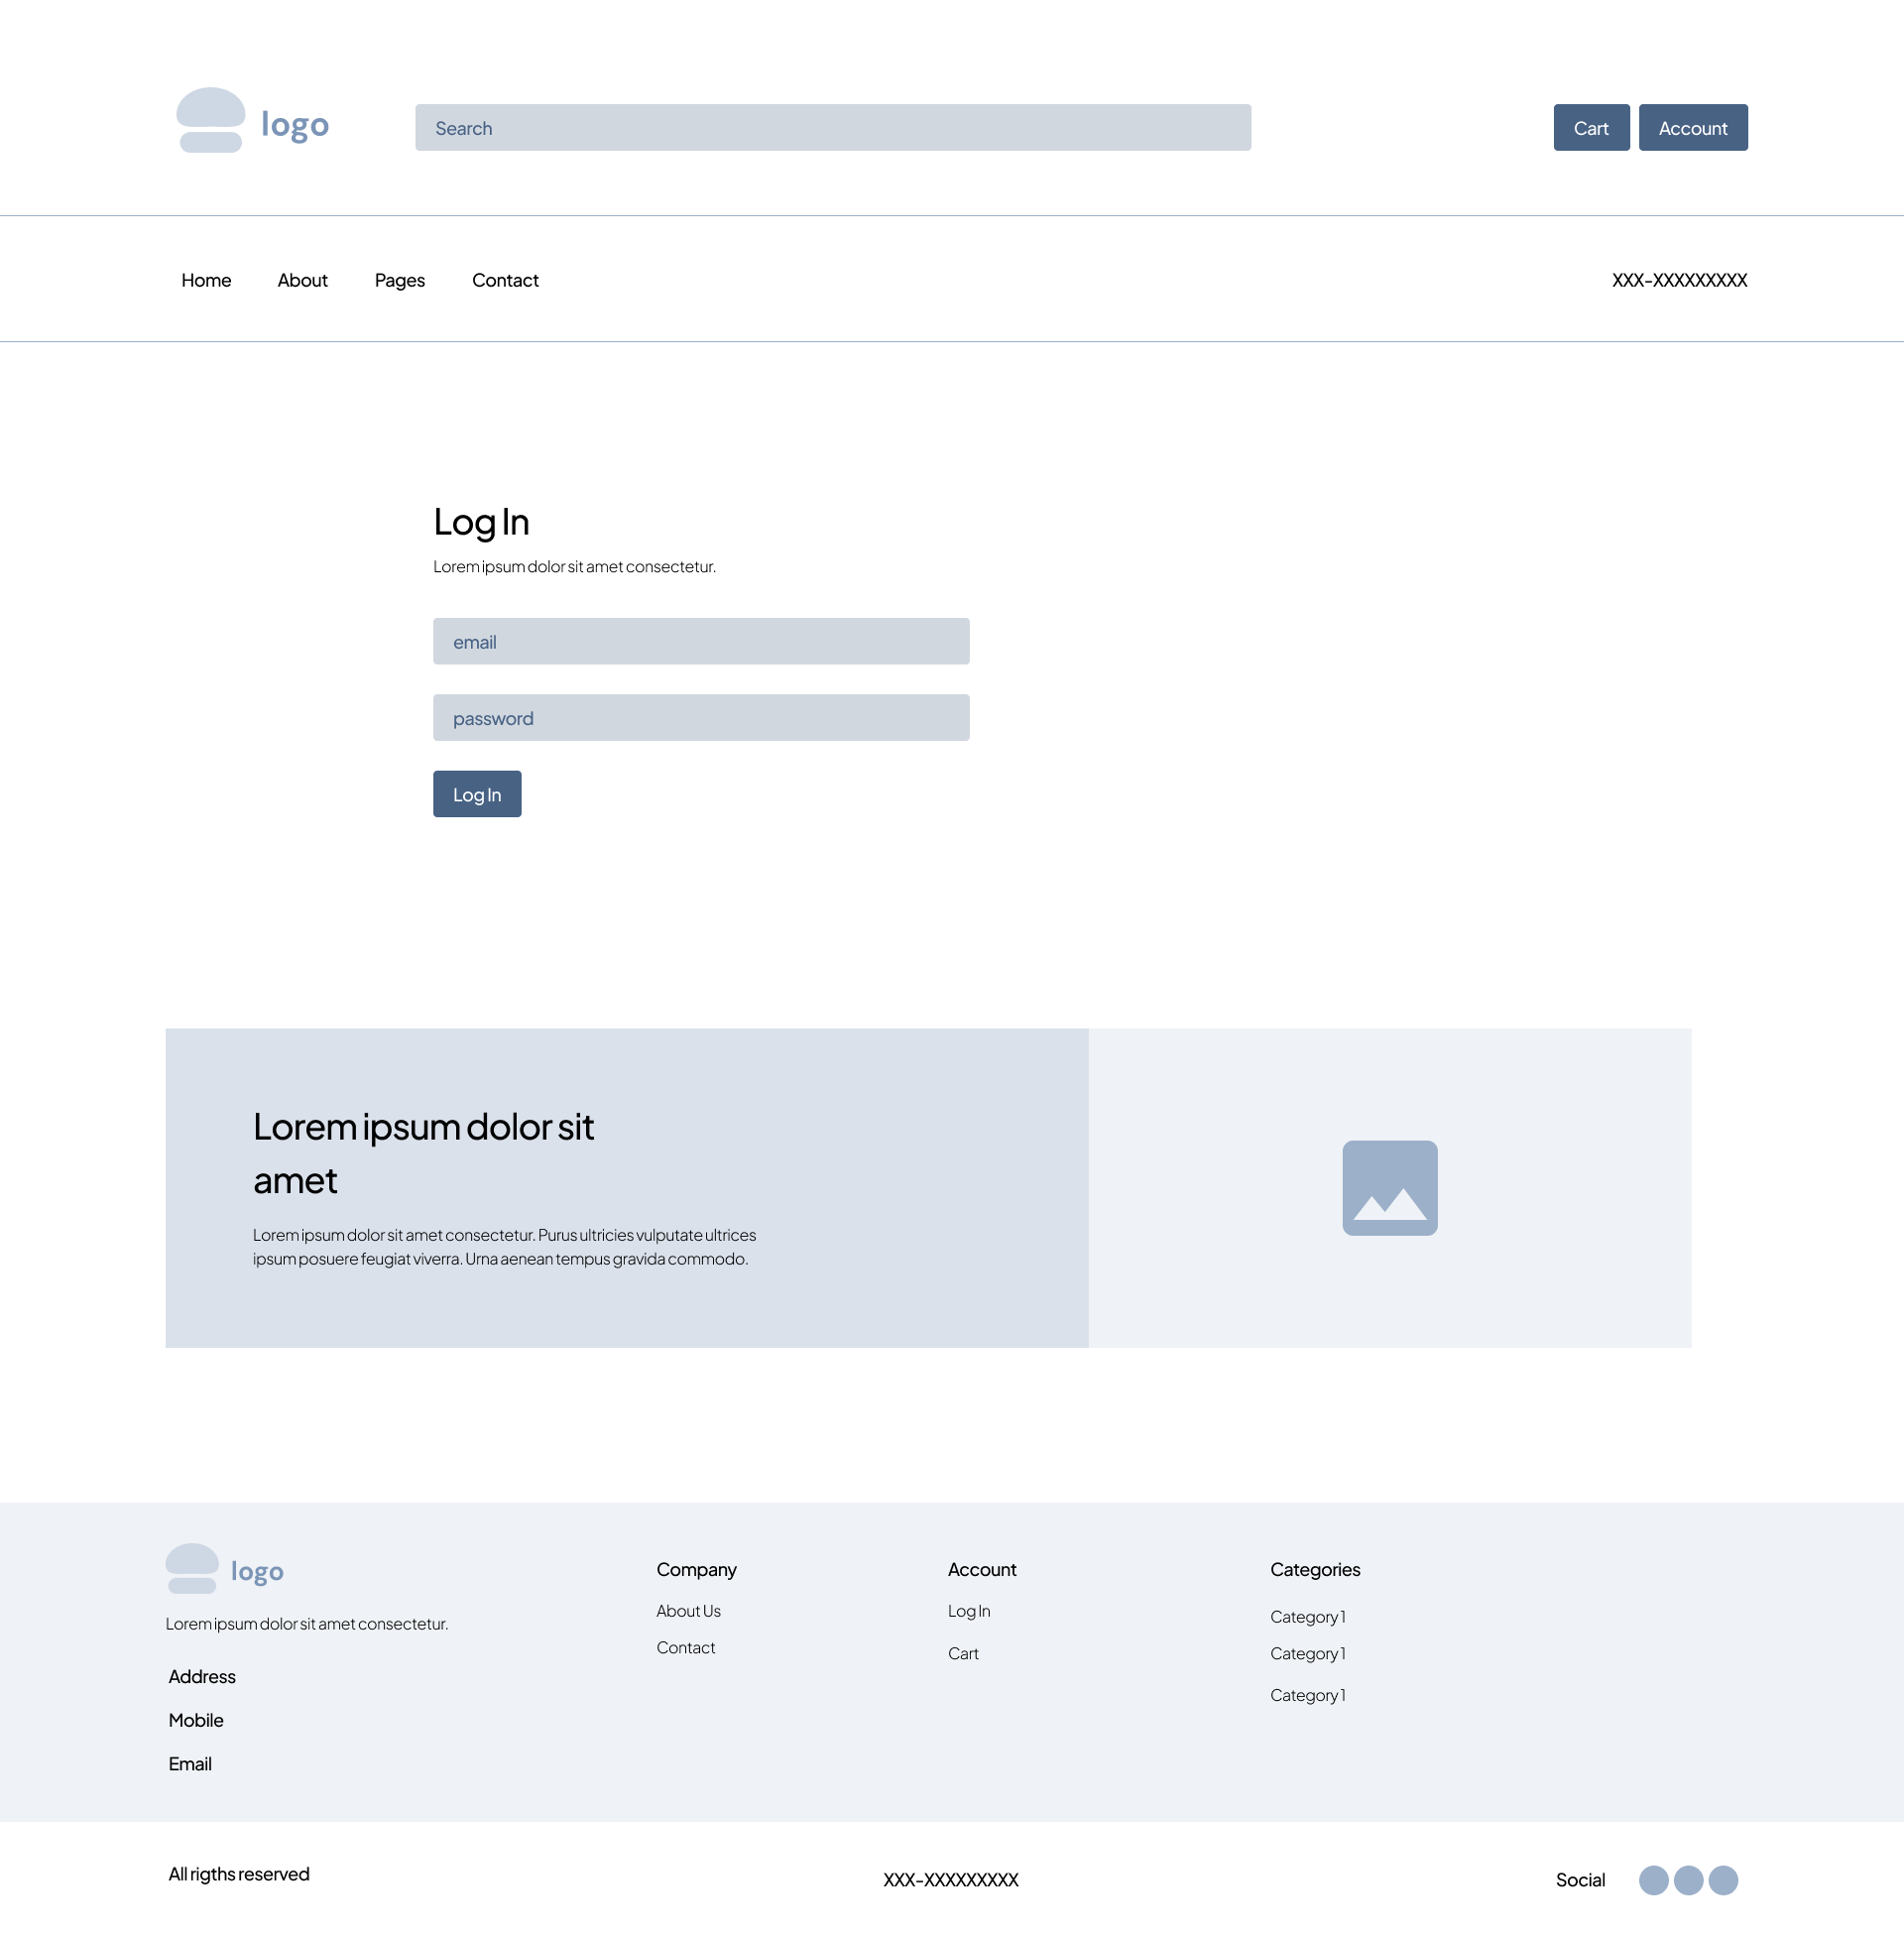 logo
Search
Cart
Account
Home
About
Pages
Contact
XXX-XXXXXXXXX
Log In
Lorem ipsum dolor sit amet consectetur.
email
password
Log In
Lorem ipsum dolor sit
amet
Lorem ipsum dolor sit amet consectetur. Purus ultricies vulputate ultrices
ipsum posuere feugiat viverra. Urna aenean tempus gravida commodo.
logo
Lorem ipsum dolor sit amet consectetur.
Address
Mobile
Email
Company
About Us
Contact
Account
Log In
Cart
Categories
Category 1
Category 1
Category 1
All rigths reserved
XXX-XXXXXXXXX
Social